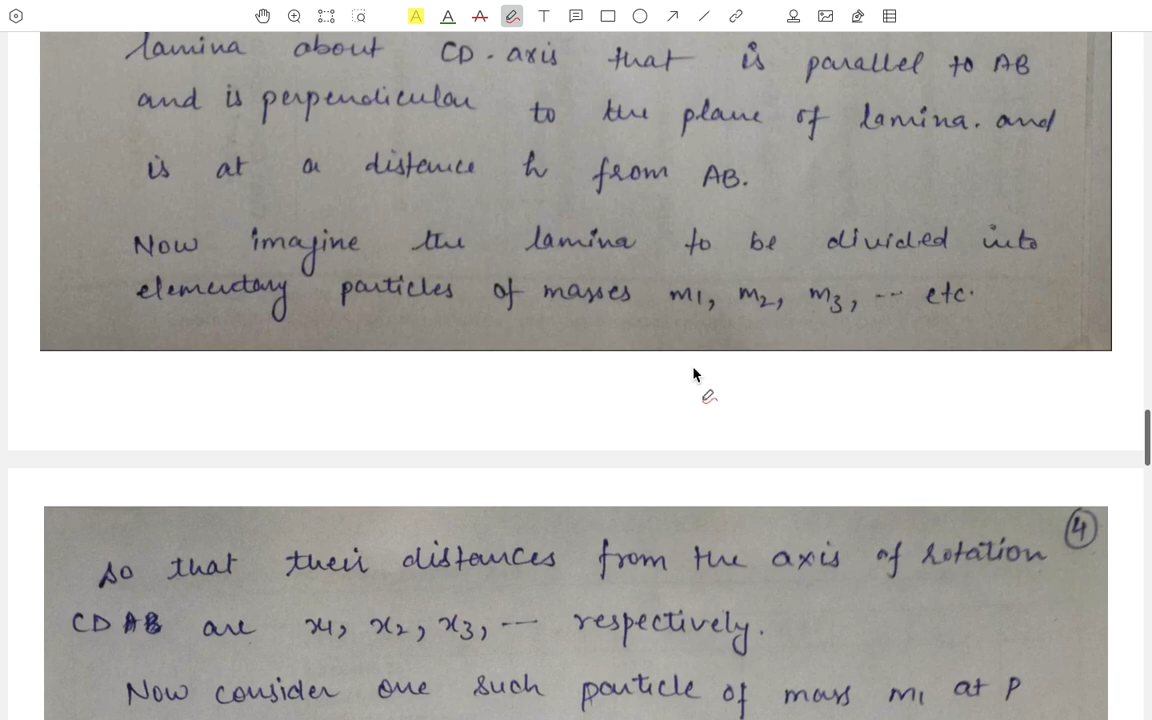 lamina about CD-axis that is parallel to AB
and is perpendicular to the plane of lamina. and
is at a distance h from AB.
Now imagine the lamina to be divided into
elementary particles of masses m1, m2, m3, -- etc.
4
so that their distances from the axis of rotation
CD AB are x1, x2, x3, -- respectively.
Now consider one such particle of mass m1 at P